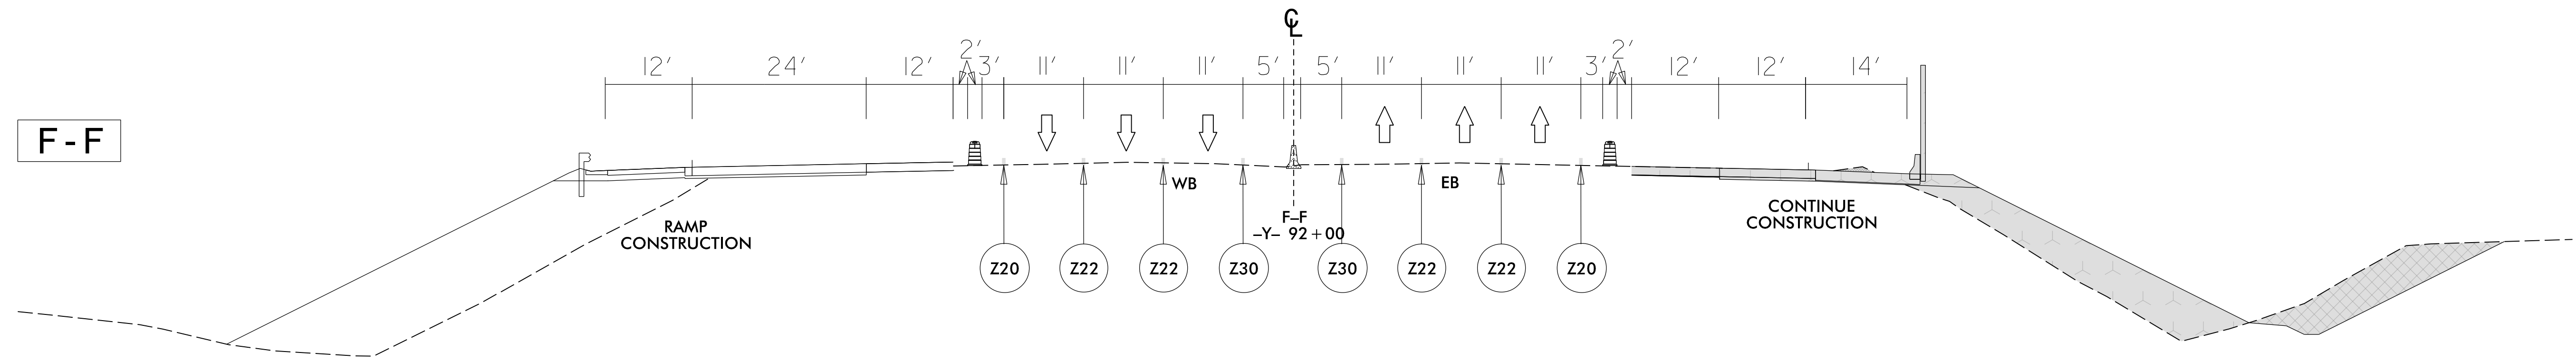 CL
2' 2'
12' 24' 12' 3' 11' 11' 11' 5' 5' 11' 11' 11' 3' 12' 12' 14'
F-F
WB EB
RAMP
CONSTRUCTION
CONTINUE
CONSTRUCTION
F–F
–Y– 92+00
Z20 Z22 Z22 Z30 Z30 Z22 Z22 Z20